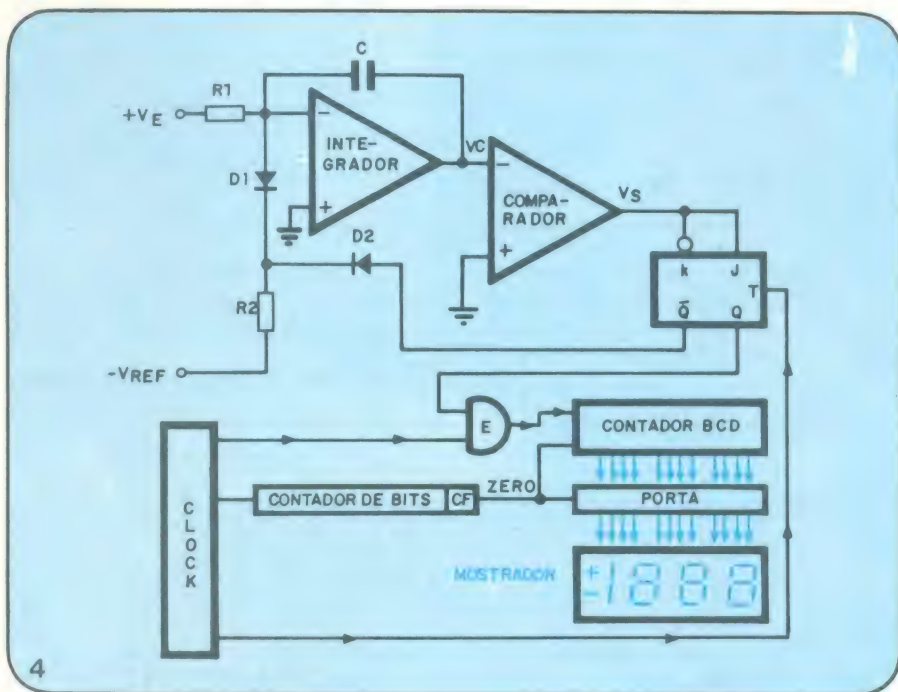 C
R1
+VE
−
INTE-
GRADOR
+
VC
D1
−
COMPA-
RADOR
+
VS
D2
K J
T
Q̅ Q
R2
-VREF
E
CONTADOR BCD
CLOCK
CONTADOR DE BITS CF
ZERO
PORTA
MOSTRADOR
+
−
1888
4